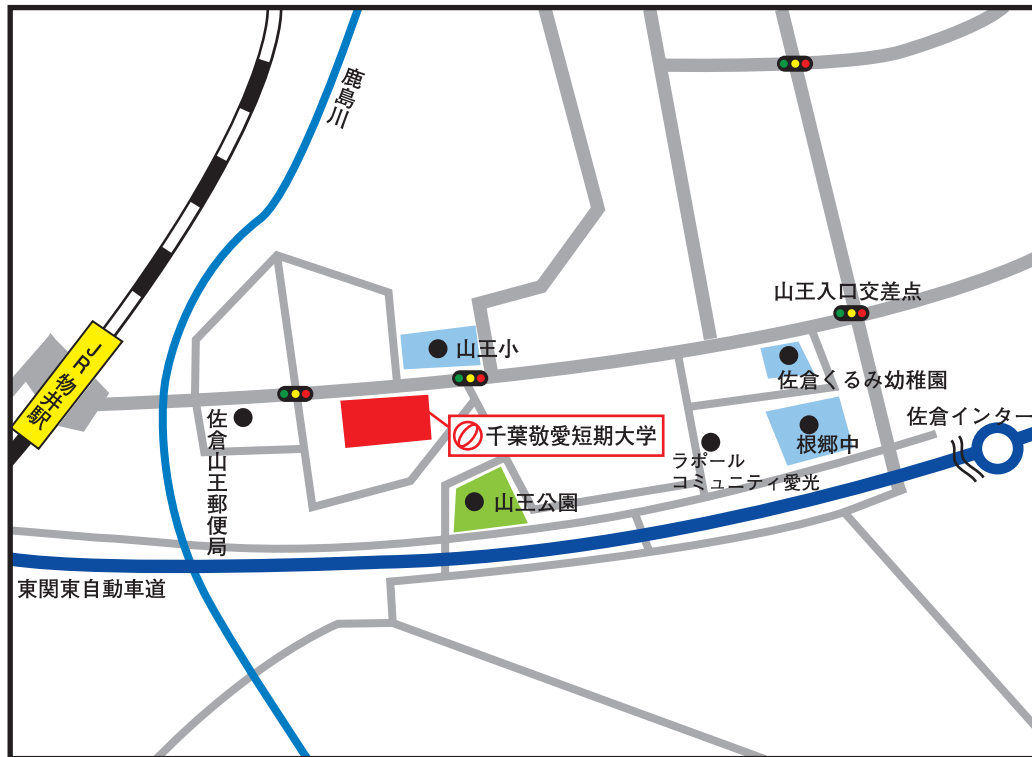 鹿島川
山王入口交差点
JR物井駅
山王小
佐倉くるみ幼稚園
佐倉インター
佐倉山王郵便局
千葉敬愛短期大学
根郷中
ラポール
コミュニティ愛光
山王公園
東関東自動車道